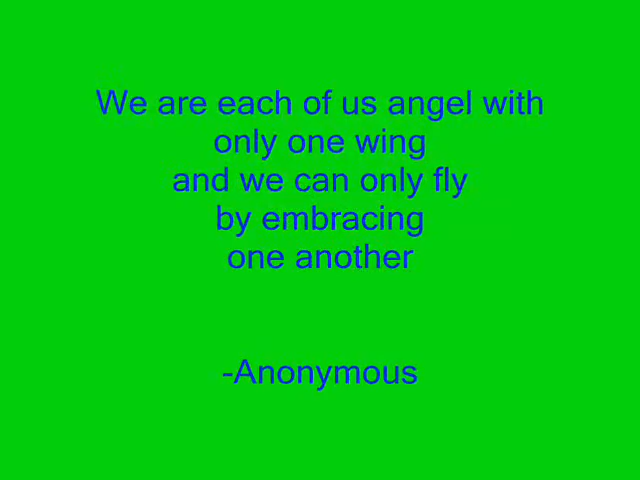 We are each of us angel with
only one wing
and we can only fly
by embracing
one another
-Anonymous